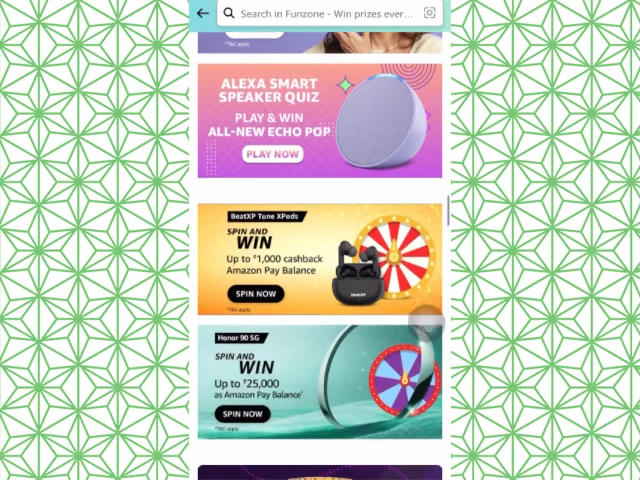 Search in Funzone - Win prizes ever...
*T&C apply
ALEXA SMART
SPEAKER QUIZ
PLAY & WIN
ALL-NEW ECHO POP
PLAY NOW
BeatXP Tune XPods
SPIN AND
WIN
Up to ₹1,000 cashback
Amazon Pay Balance
SPIN NOW
*T&C apply
beatXP
Honor 90 5G
SPIN AND
WIN
Up to ₹25,000
as Amazon Pay Balance*
SPIN NOW
*T&C apply